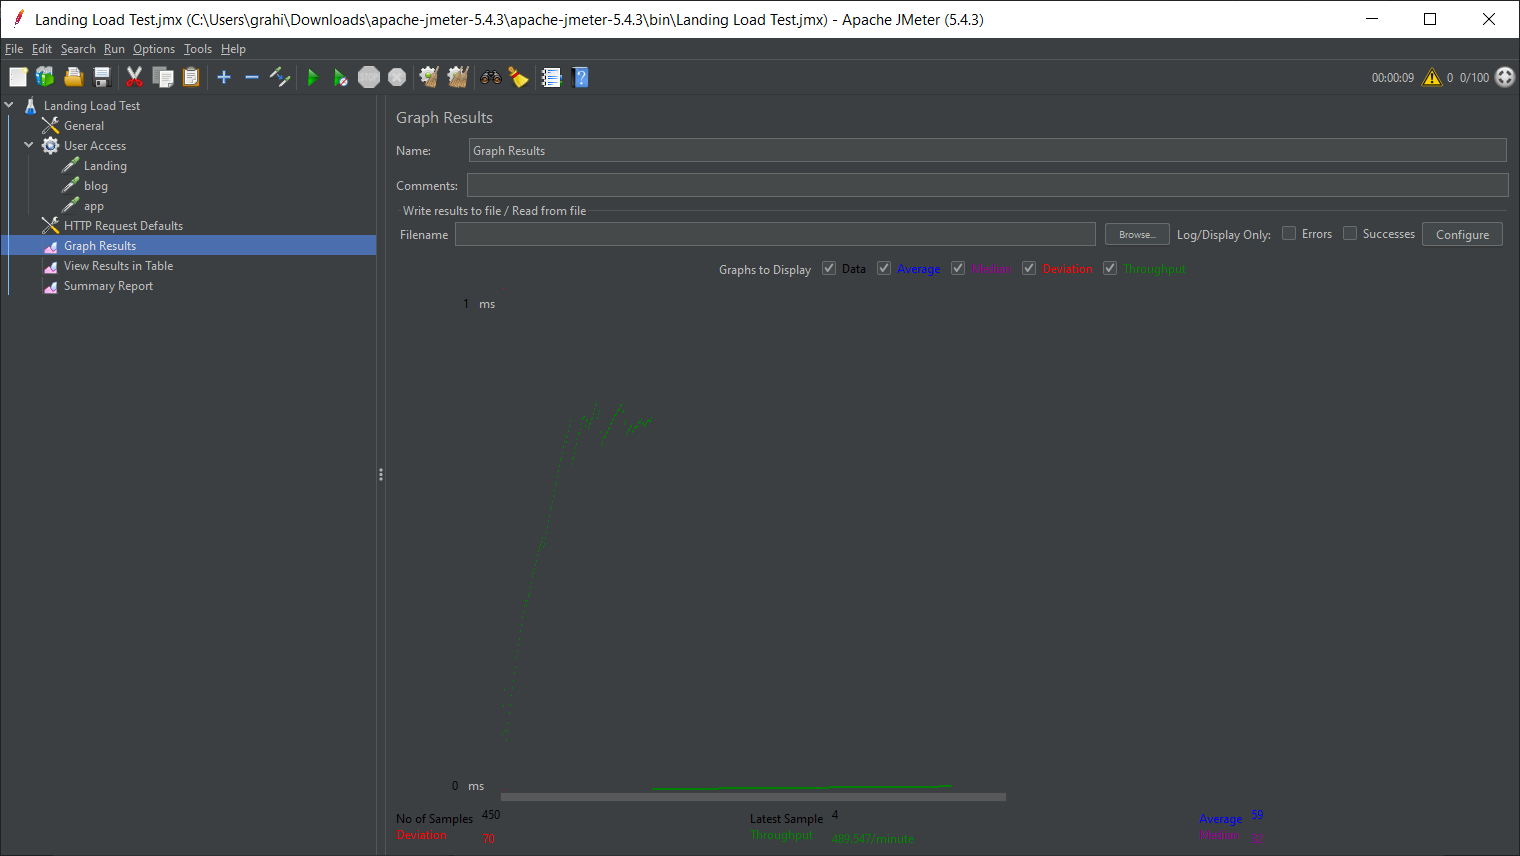 Landing Load Test.jmx (C:\Users\grahi\Downloads\apache-jmeter-5.4.3\apache-jmeter-5.4.3\bin\Landing Load Test.jmx) - Apache JMeter (5.4.3)
File Edit Search Run Options Tools Help
STOP 00:00:09 0 0/100
Landing Load Test
General
User Access
Landing
blog
app
HTTP Request Defaults
Graph Results
View Results in Table
Summary Report
Graph Results
Name: Graph Results
Comments:
Write results to file / Read from file
Filename Browse... Log/Display Only: Errors Successes Configure
Graphs to Display Data Average Median Deviation Throughput
1 ms
0 ms
No of Samples 450 Latest Sample 4 Average 59
Deviation 70 Throughput 489,547/minute Median